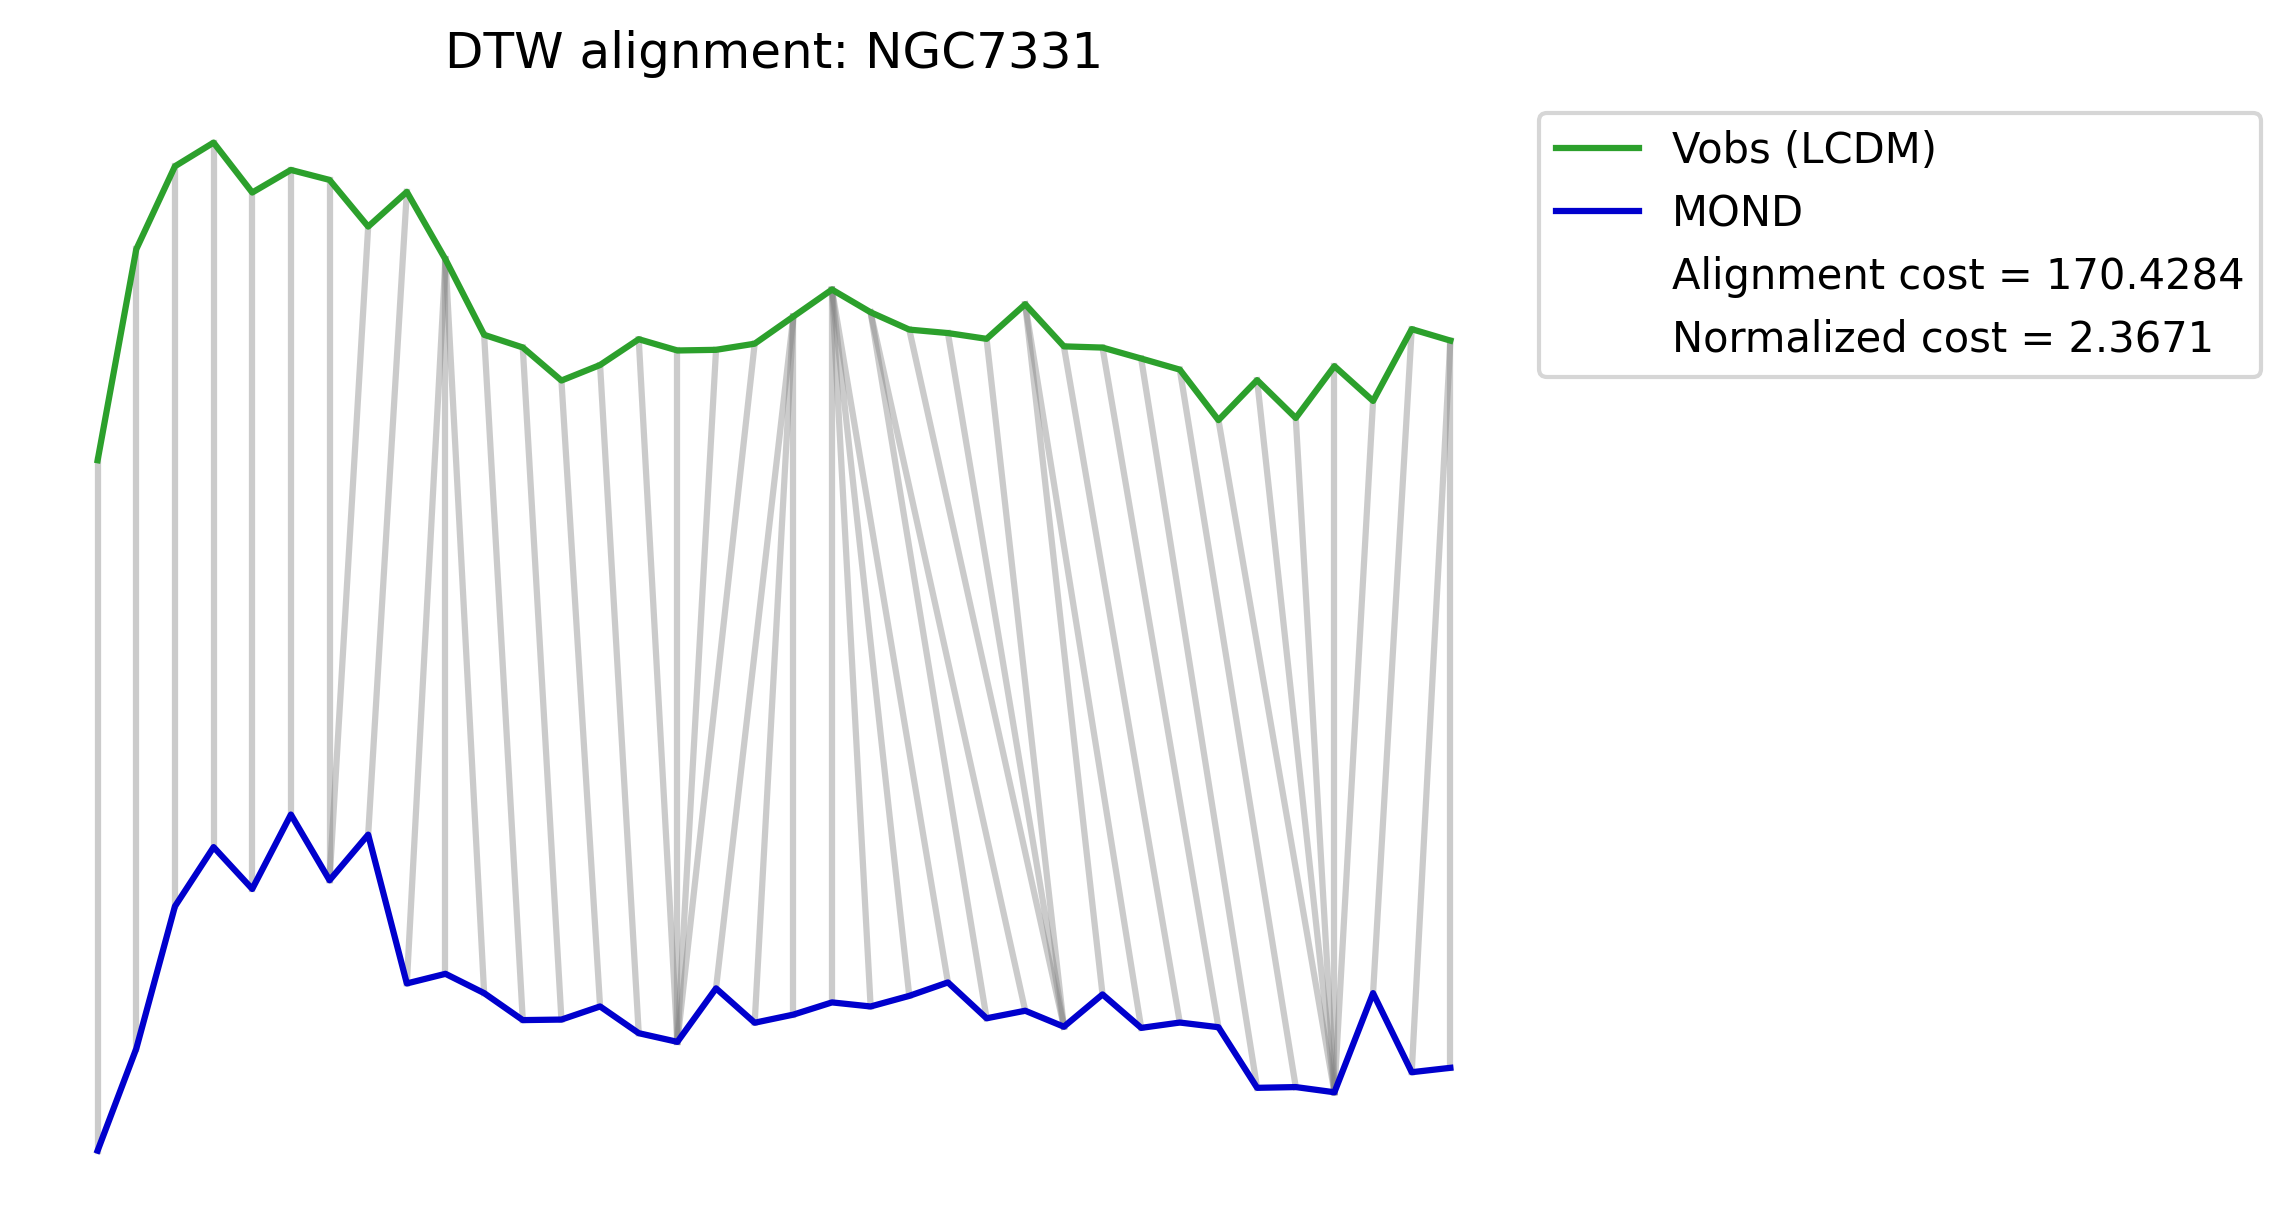 DTW alignment: NGC7331
Vobs (LCDM)
MOND
Alignment cost = 170.4284
Normalized cost = 2.3671